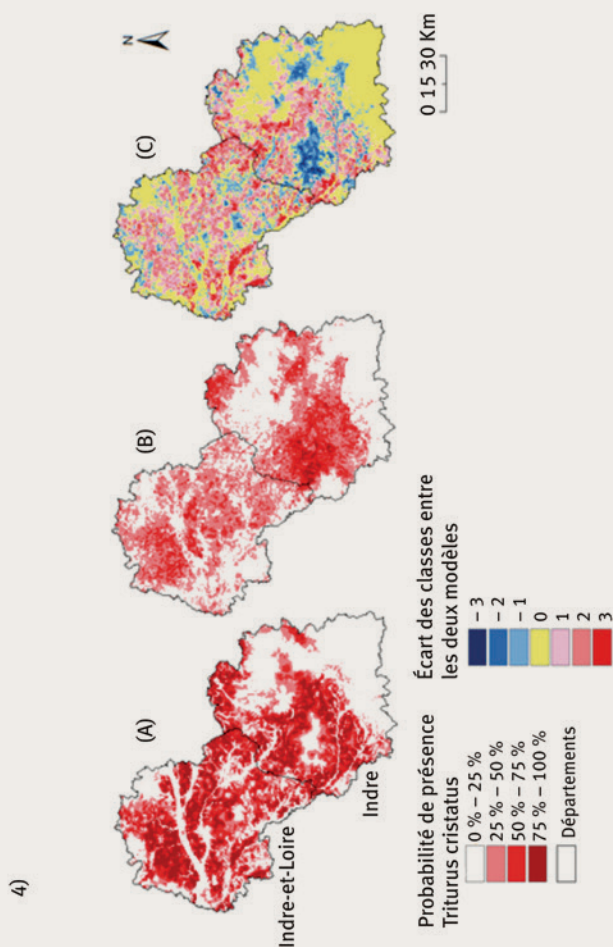 4)
(A)
(B)
(C)
N
Indre-et-Loire
Indre
0 15 30 Km
Probabilité de présence
Triturus cristatus
0 % – 25 %
25 % – 50 %
50 % – 75 %
75 % – 100 %
Départements
Écart des classes entre
les deux modèles
– 3
– 2
– 1
0
1
2
3